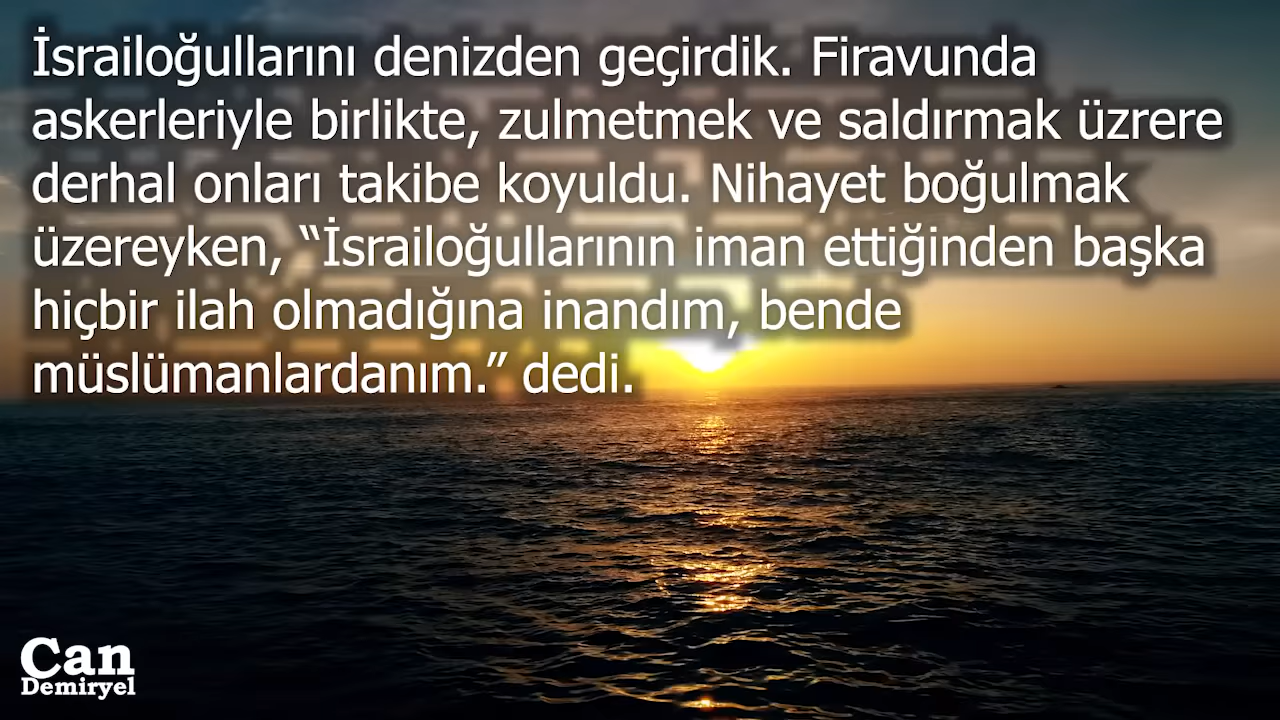 İsrailoğullarını denizden geçirdik. Firavunda
askerleriyle birlikte, zulmetmek ve saldırmak üzrere
derhal onları takibe koyuldu. Nihayet boğulmak
üzereyken, “İsrailoğullarının iman ettiğinden başka
hiçbir ilah olmadığına inandım, bende
müslümanlardanım.” dedi.
Can
Demiryel